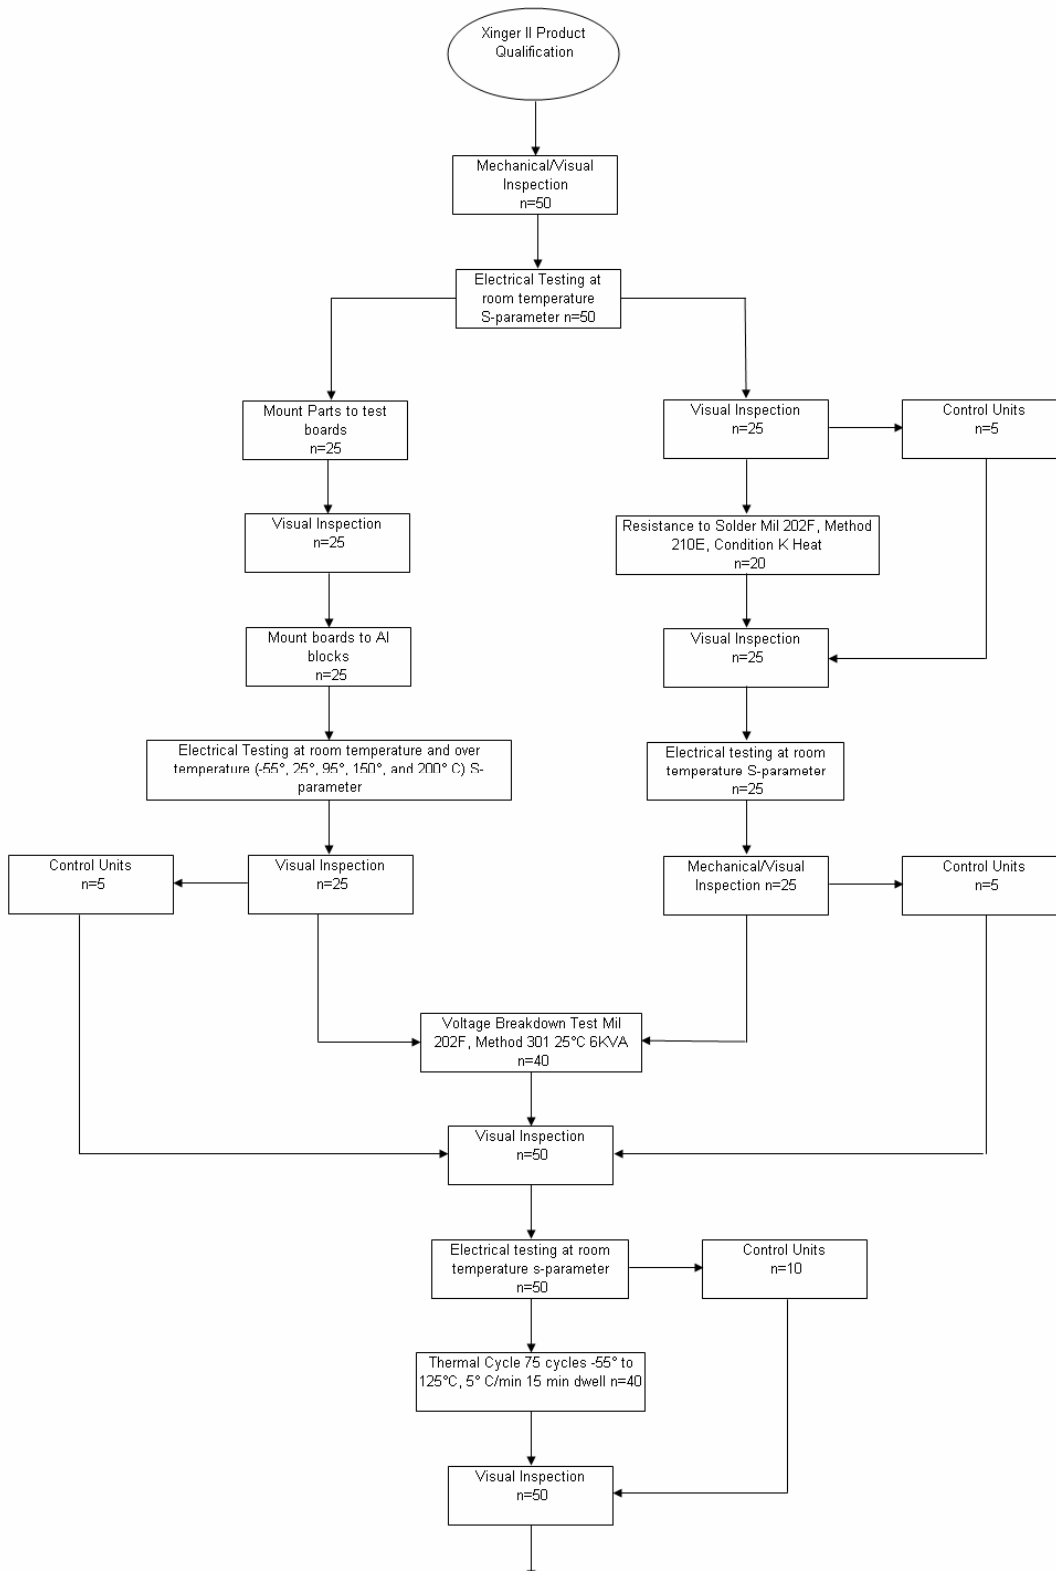 Xinger II Product
Qualification
Mechanical/Visual
Inspection
n=50
Electrical Testing at
room temperature
S-parameter n=50
Mount Parts to test
boards
n=25
Visual Inspection
n=25
Control Units
n=5
Visual Inspection
n=25
Resistance to Solder Mil 202F, Method
210E, Condition K Heat
n=20
Mount boards to Al
blocks
n=25
Visual Inspection
n=25
Electrical Testing at room temperature and over
temperature (-55°, 25°, 95°, 150°, and 200° C) S-
parameter
Electrical testing at room
temperature S-parameter
n=25
Control Units
n=5
Visual Inspection
n=25
Mechanical/Visual
Inspection n=25
Control Units
n=5
Voltage Breakdown Test Mil
202F, Method 301 25°C 6KVA
n=40
Visual Inspection
n=50
Electrical testing at room
temperature s-parameter
n=50
Control Units
n=10
Thermal Cycle 75 cycles -55° to
125°C, 5° C/min 15 min dwell n=40
Visual Inspection
n=50